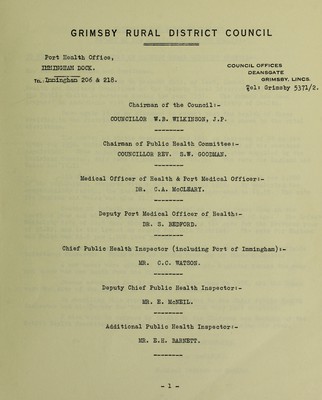 GRIMSBY RURAL DISTRICT COUNCIL
Port Health Office,
IMMINGHAM DOCK.
TEL. Immingham 206 & 218.
COUNCIL OFFICES
DEANSGATE
GRIMSBY, LINCS.
Tel: Grimsby 5371/2.
Chairman of the Council:-
COUNCILLOR W.B. WILKINSON, J.P.
--------
Chairman of Public Health Committee:-
COUNCILLOR REV. S.W. GOODMAN.
--------
Medical Officer of Health & Port Medical Officer:-
DR. C.A. McCLEARY.
--------
Deputy Port Medical Officer of Health:-
DR. S. BEDFORD.
--------
Chief Public Health Inspector (including Port of Immingham):-
MR. C.C. WATSON.
--------
Deputy Chief Public Health Inspector:-
MR. E. McNEIL.
--------
Additional Public Health Inspector:-
MR. E.H. BARNETT.
--------
- 1 -